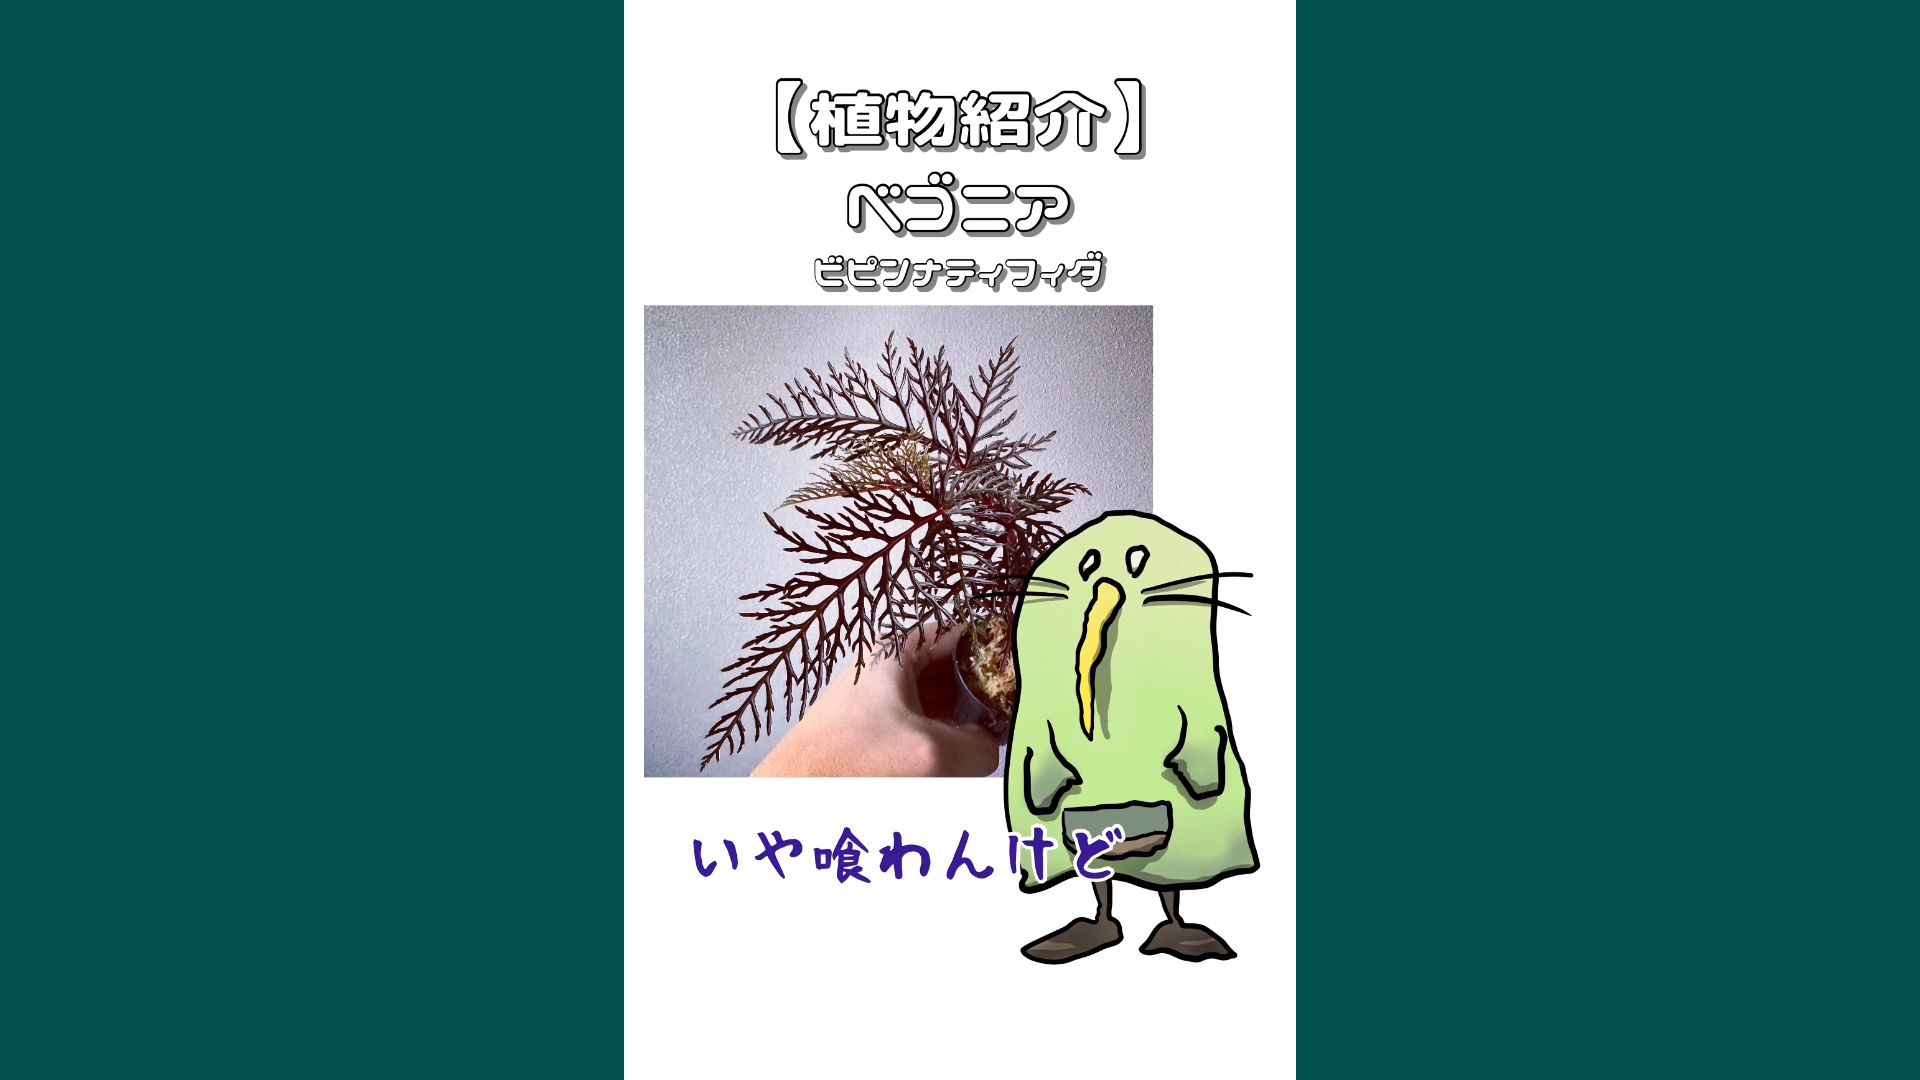 【植物紹介】
ベゴニア
ビピンナティフィダ
いや喰わんけど